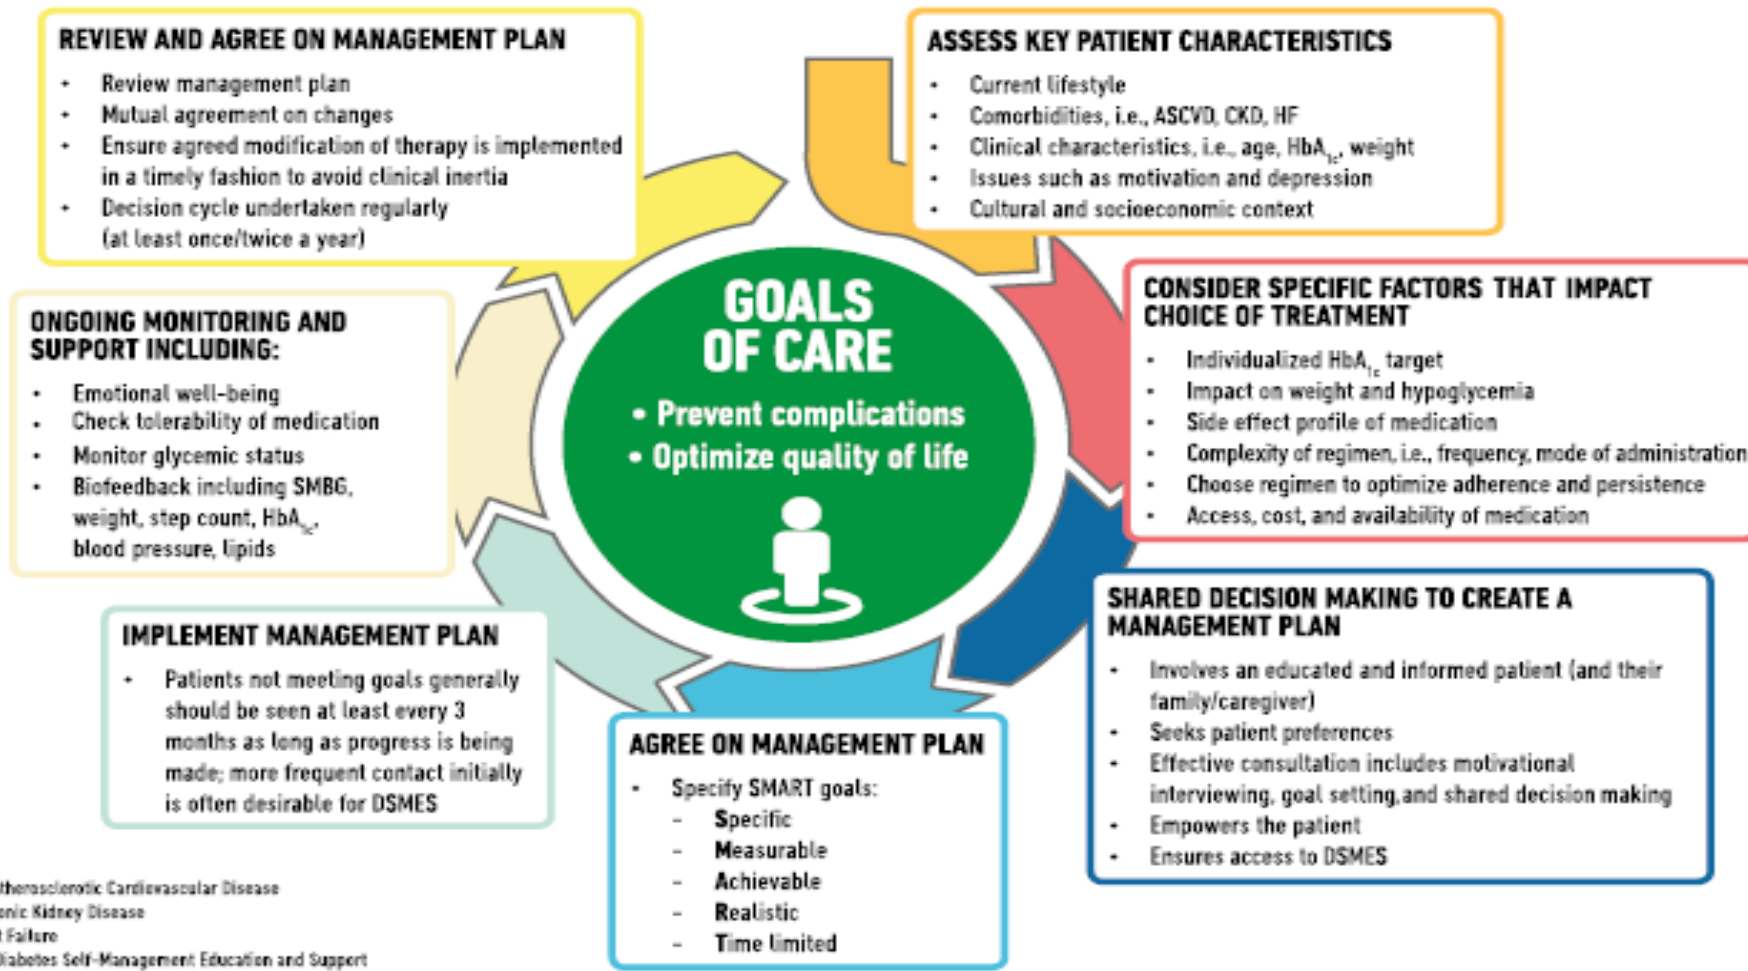 REVIEW AND AGREE ON MANAGEMENT PLAN
• Review management plan
• Mutual agreement on changes
• Ensure agreed modification of therapy is implemented
in a timely fashion to avoid clinical inertia
• Decision cycle undertaken regularly
(at least once/twice a year)
ASSESS KEY PATIENT CHARACTERISTICS
• Current lifestyle
• Comorbidities, i.e., ASCVD, CKD, HF
• Clinical characteristics, i.e., age, HbA1c, weight
• Issues such as motivation and depression
• Cultural and socioeconomic context
CONSIDER SPECIFIC FACTORS THAT IMPACT
CHOICE OF TREATMENT
• Individualized HbA1c target
• Impact on weight and hypoglycemia
• Side effect profile of medication
• Complexity of regimen, i.e., frequency, mode of administration
• Choose regimen to optimize adherence and persistence
• Access, cost, and availability of medication
SHARED DECISION MAKING TO CREATE A
MANAGEMENT PLAN
• Involves an educated and informed patient (and their
family/caregiver)
• Seeks patient preferences
• Effective consultation includes motivational
interviewing, goal setting, and shared decision making
• Empowers the patient
• Ensures access to DSMES
AGREE ON MANAGEMENT PLAN
• Specify SMART goals:
- Specific
- Measurable
- Achievable
- Realistic
- Time limited
IMPLEMENT MANAGEMENT PLAN
• Patients not meeting goals generally
should be seen at least every 3
months as long as progress is being
made; more frequent contact initially
is often desirable for DSMES
ONGOING MONITORING AND
SUPPORT INCLUDING:
• Emotional well-being
• Check tolerability of medication
• Monitor glycemic status
• Biofeedback including SMBG,
weight, step count, HbA1c,
blood pressure, lipids
GOALS
OF CARE
• Prevent complications
• Optimize quality of life
therosclerotic Cardiovascular Disease
onic Kidney Disease
t Failure
Diabetes Self-Management Education and Support